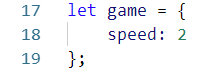 17 let game = {
18     speed: 2
19 };